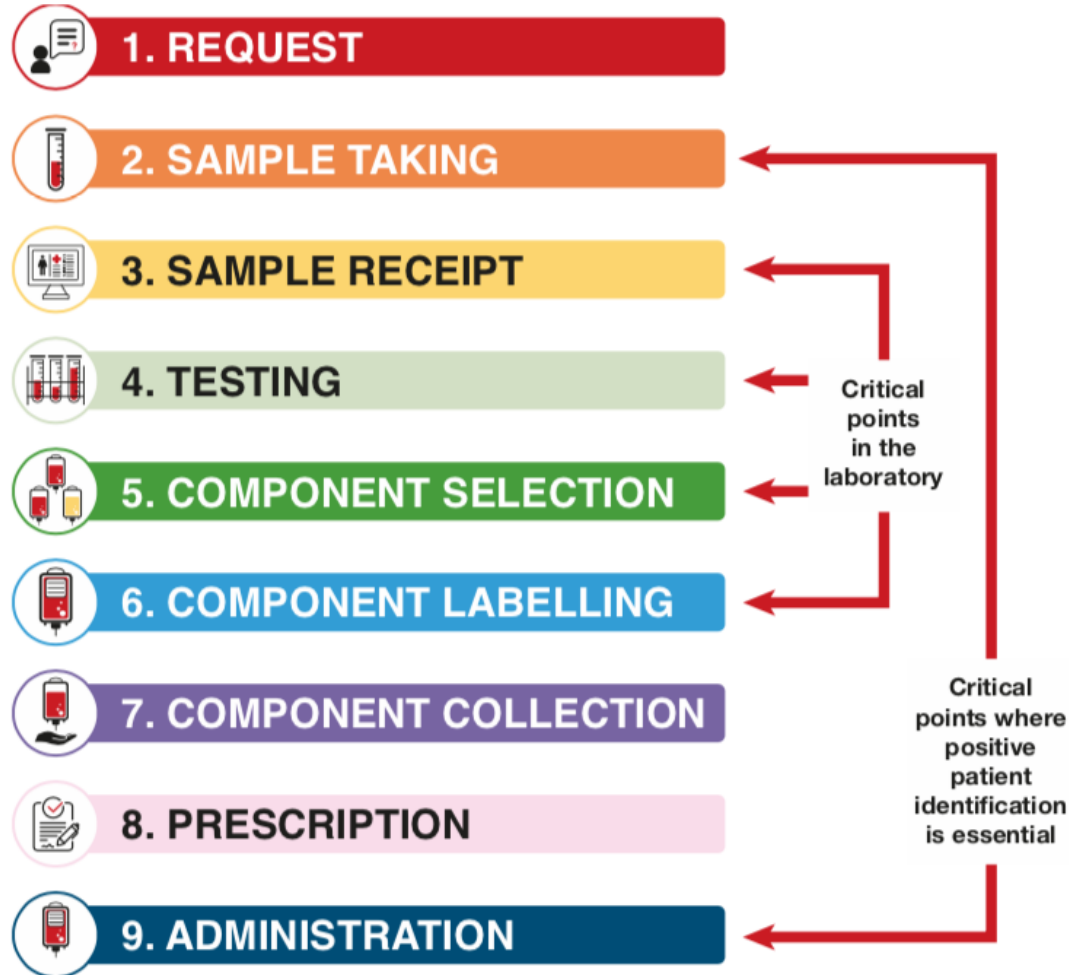 1. REQUEST
2. SAMPLE TAKING
3. SAMPLE RECEIPT
4. TESTING
5. COMPONENT SELECTION
6. COMPONENT LABELLING
7. COMPONENT COLLECTION
8. PRESCRIPTION
9. ADMINISTRATION
Critical
points
in the
laboratory
Critical
points where
positive
patient
identification
is essential